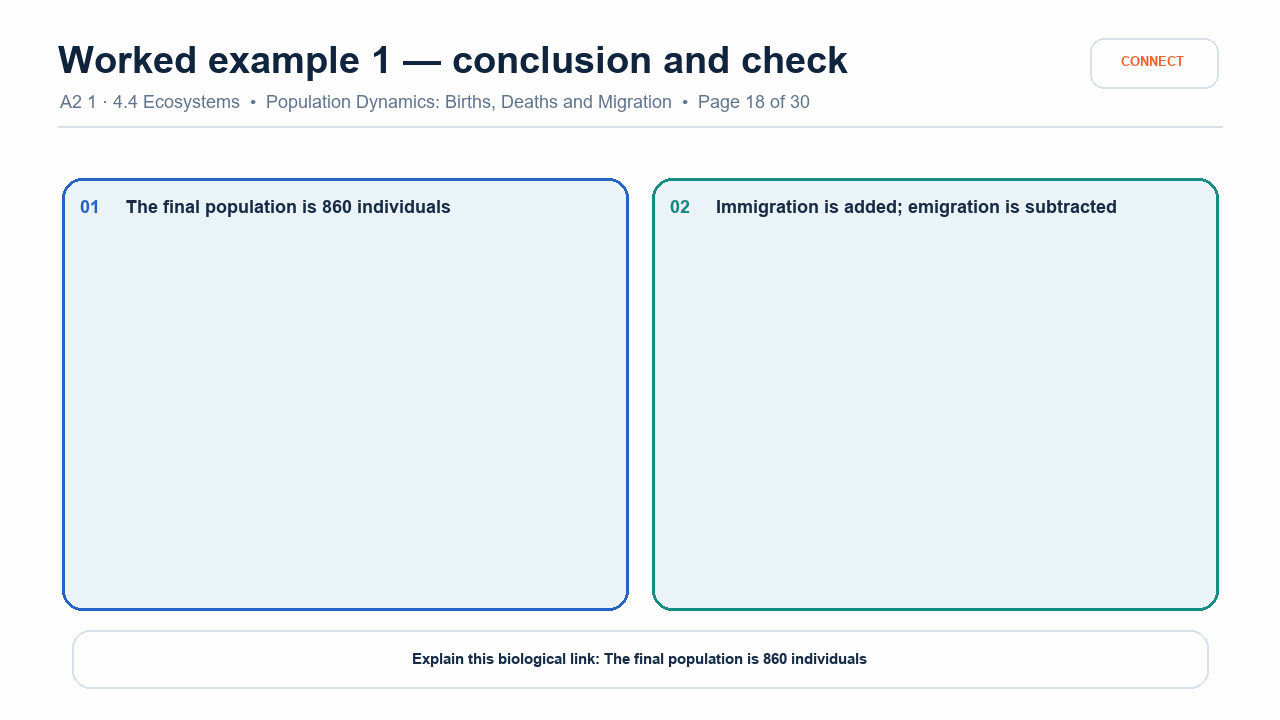 Worked example 1 — conclusion and check
CONNECT
A2 1 · 4.4 Ecosystems • Population Dynamics: Births, Deaths and Migration • Page 18 of 30
01 The final population is 860 individuals
02 Immigration is added; emigration is subtracted
Explain this biological link: The final population is 860 individuals